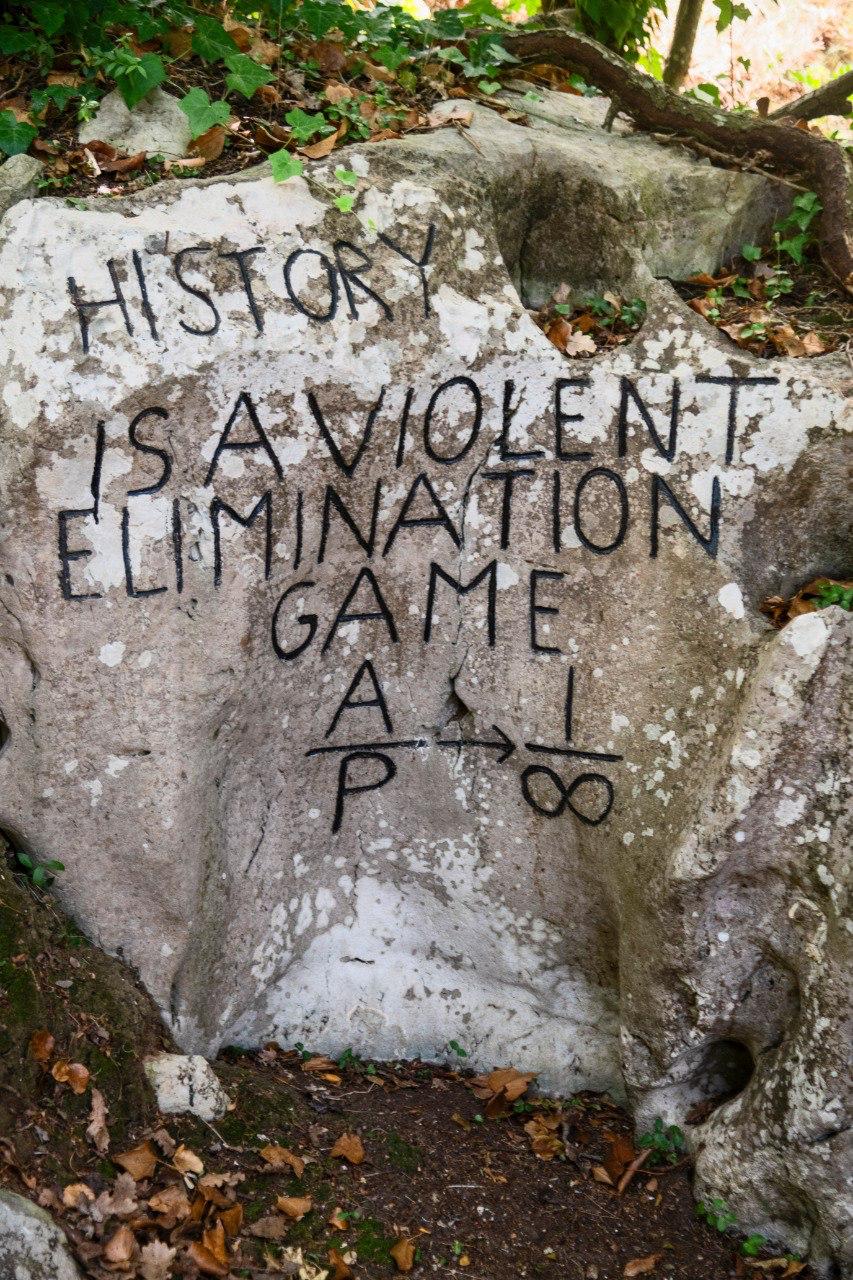 HISTORY
IS A VIOLENT
ELIMINATION
GAME
A/P → 1/∞